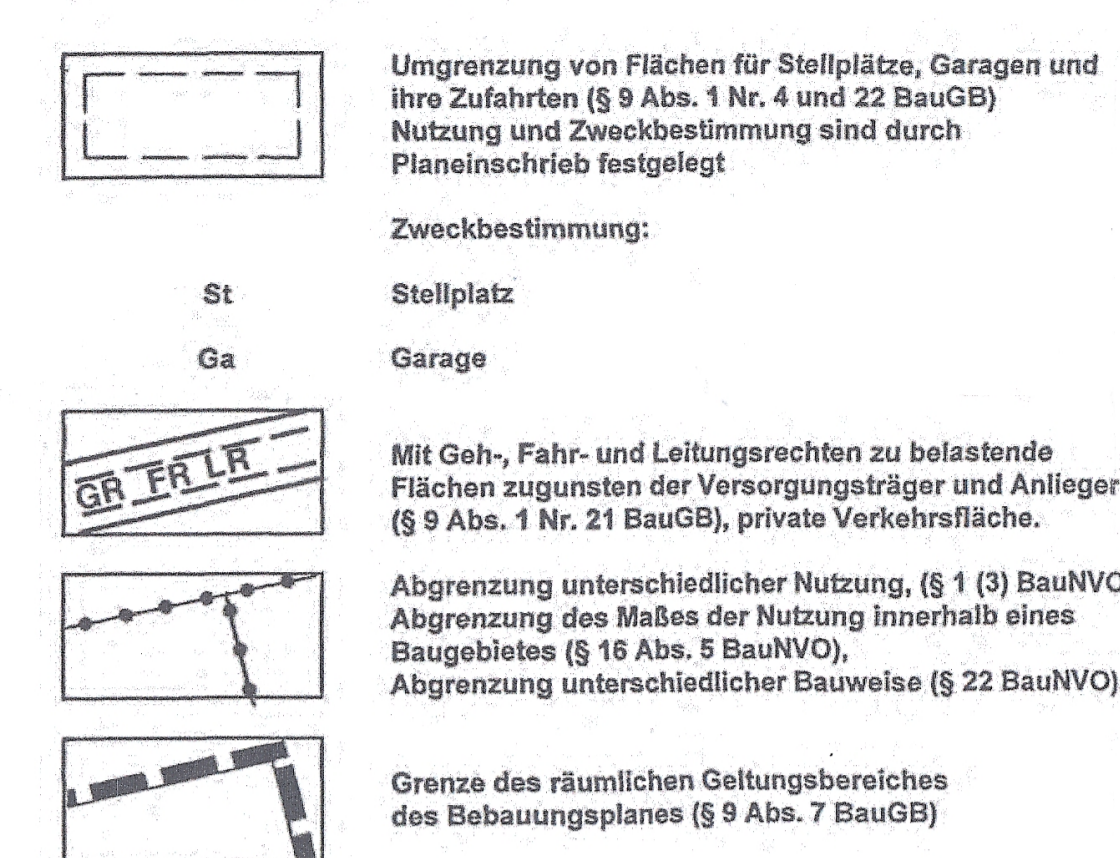 Umgrenzung von Flächen für Stellplätze, Garagen und
ihre Zufahrten (§ 9 Abs. 1 Nr. 4 und 22 BauGB)
Nutzung und Zweckbestimmung sind durch
Planeinschrieb festgelegt
Zweckbestimmung:
St Stellplatz
Ga Garage
GR FR LR
Mit Geh-, Fahr- und Leitungsrechten zu belastende
Flächen zugunsten der Versorgungsträger und Anlieger
(§ 9 Abs. 1 Nr. 21 BauGB), private Verkehrsfläche.
Abgrenzung unterschiedlicher Nutzung, (§ 1 (3) BauNVO
Abgrenzung des Maßes der Nutzung innerhalb eines
Baugebietes (§ 16 Abs. 5 BauNVO),
Abgrenzung unterschiedlicher Bauweise (§ 22 BauNVO)
Grenze des räumlichen Geltungsbereiches
des Bebauungsplanes (§ 9 Abs. 7 BauGB)